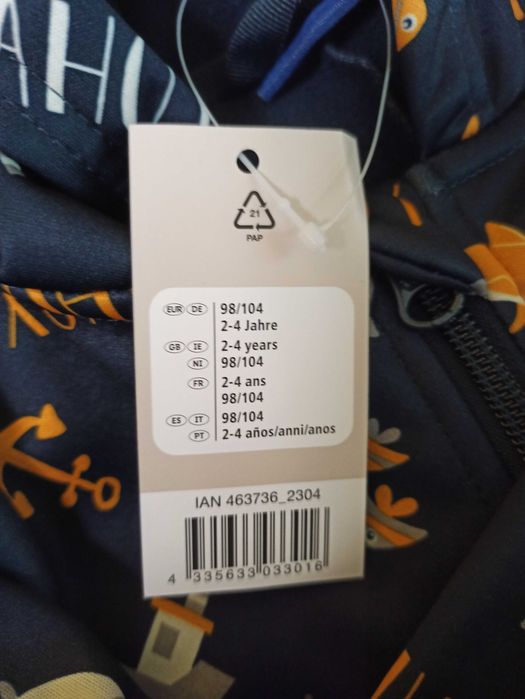 AHO
21
PAP
EUR DE 98/104
2-4 Jahre
GB IE 2-4 years
NI 98/104
FR 2-4 ans
98/104
ES IT 98/104
PT 2-4 años/anni/anos
IAN 463736_2304
4 335633 033016